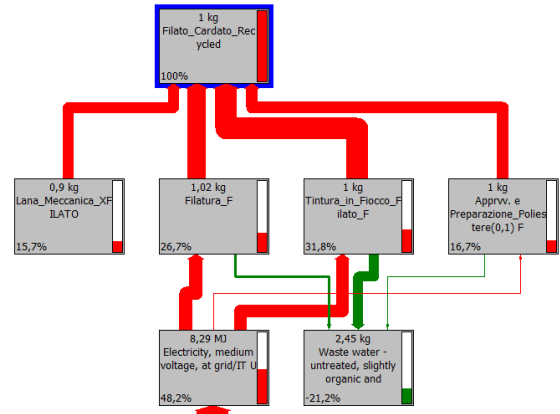 1 kg
Filato_Cardato_Rec
ycled
100%
0,9 kg
Lana_Meccanica_XF
ILATO
15,7%
1,02 kg
Filatura_F
26,7%
1 kg
Tintura_in_Fiocco_F
ilato_F
31,8%
1 kg
Apprvv. e
Preparazione_Polies
tere(0,1) F
16,7%
8,29 MJ
Electricity, medium
voltage, at grid/IT U
48,2%
2,45 kg
Waste water -
untreated, slightly
organic and
-21,2%